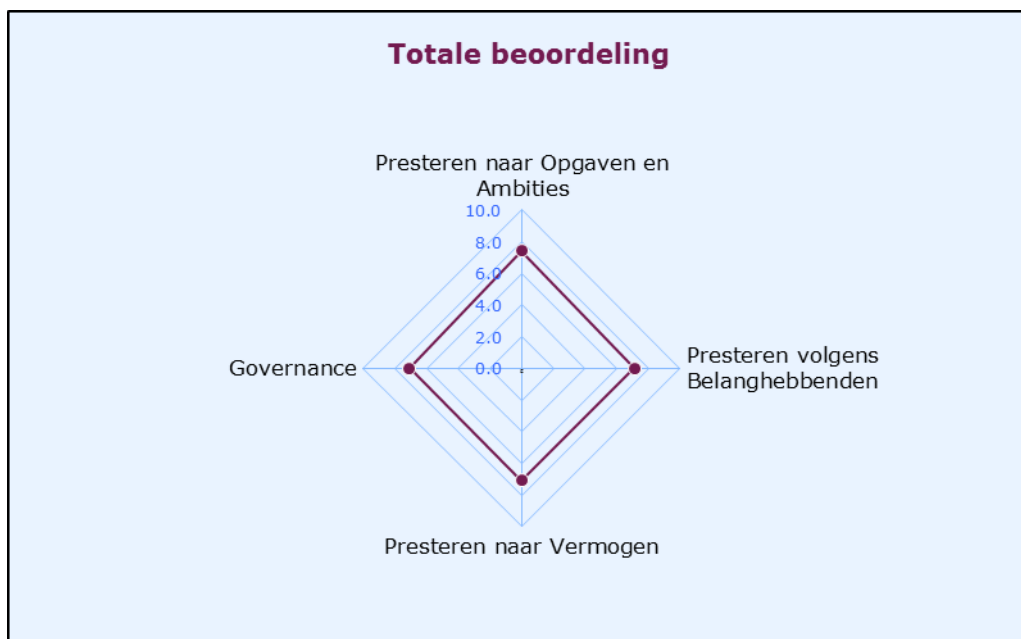 Totale beoordeling
Presteren naar Opgaven en
Ambities
10.0
8.0
6.0
4.0
2.0
0.0
Governance
Presteren volgens
Belanghebbenden
Presteren naar Vermogen